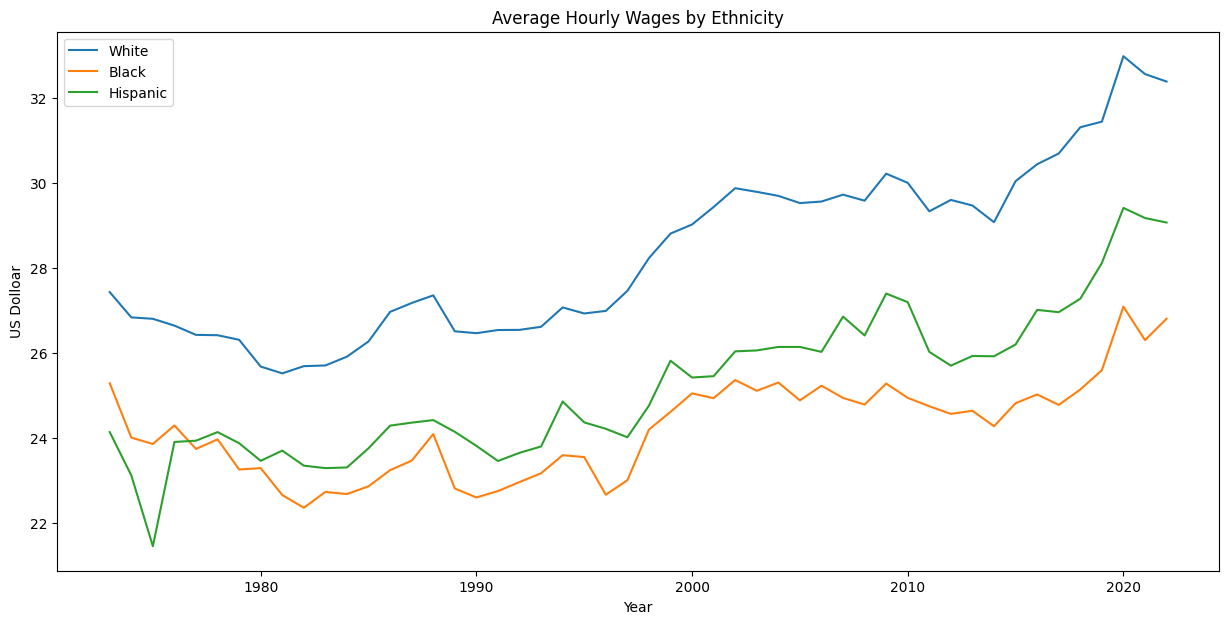 Average Hourly Wages by Ethnicity
White
Black
Hispanic
32
30
28
26
24
22
US Dolloar
1980 1990 2000 2010 2020
Year